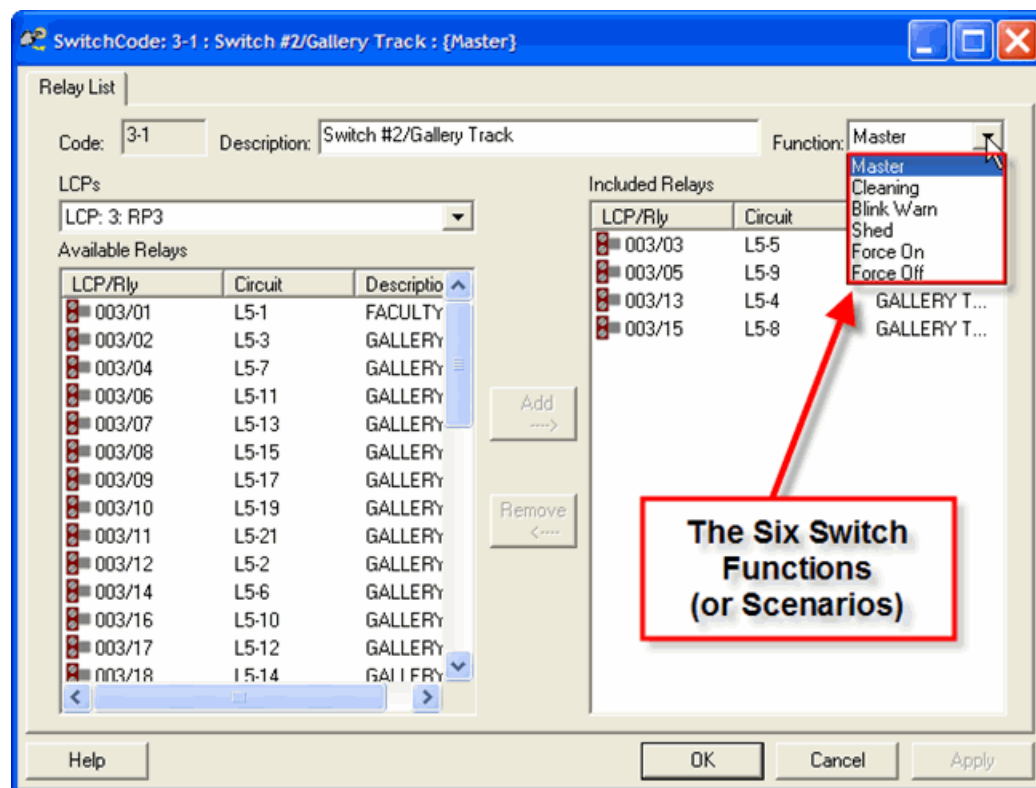 SwitchCode: 3-1 : Switch #2/Gallery Track : {Master}
Relay List
Code: 3-1 Description: Switch #2/Gallery Track Function: Master
Master
Cleaning
Blink Warn
Shed
Force On
Force Off
LCPs
LCP: 3: RP3
Available Relays
LCP/Rly Circuit Descriptio
003/01 L5-1 FACULTY
003/02 L5-3 GALLERY
003/04 L5-7 GALLERY
003/06 L5-11 GALLERY
003/07 L5-13 GALLERY
003/08 L5-15 GALLERY
003/09 L5-17 GALLERY
003/10 L5-19 GALLERY
003/11 L5-21 GALLERY
003/12 L5-2 GALLERY
003/14 L5-6 GALLERY
003/16 L5-10 GALLERY
003/17 L5-12 GALLERY
003/18 L5-14 GALLERY
Add
---->
Remove
<----
Included Relays
LCP/Rly Circuit
003/03 L5-5
003/05 L5-9
003/13 L5-4 GALLERY T...
003/15 L5-8 GALLERY T...
The Six Switch
Functions
(or Scenarios)
Help OK Cancel Apply